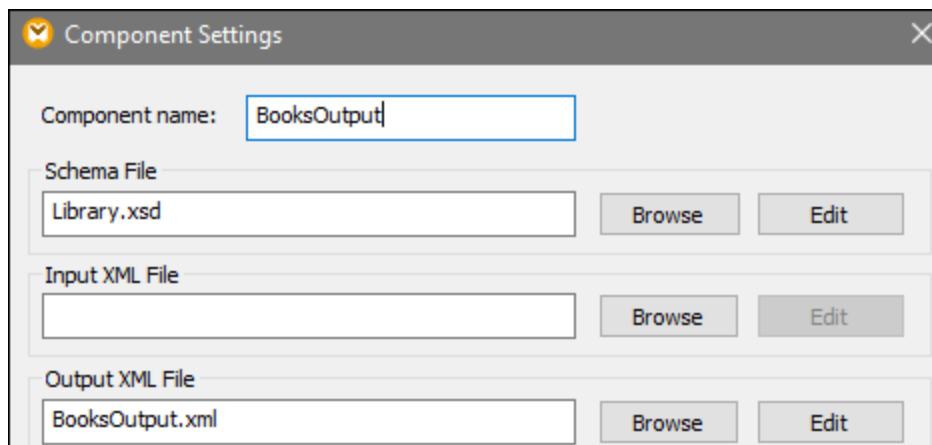 Component Settings
Component name: BooksOutput
Schema File
Library.xsd Browse Edit
Input XML File
Browse Edit
Output XML File
BooksOutput.xml Browse Edit